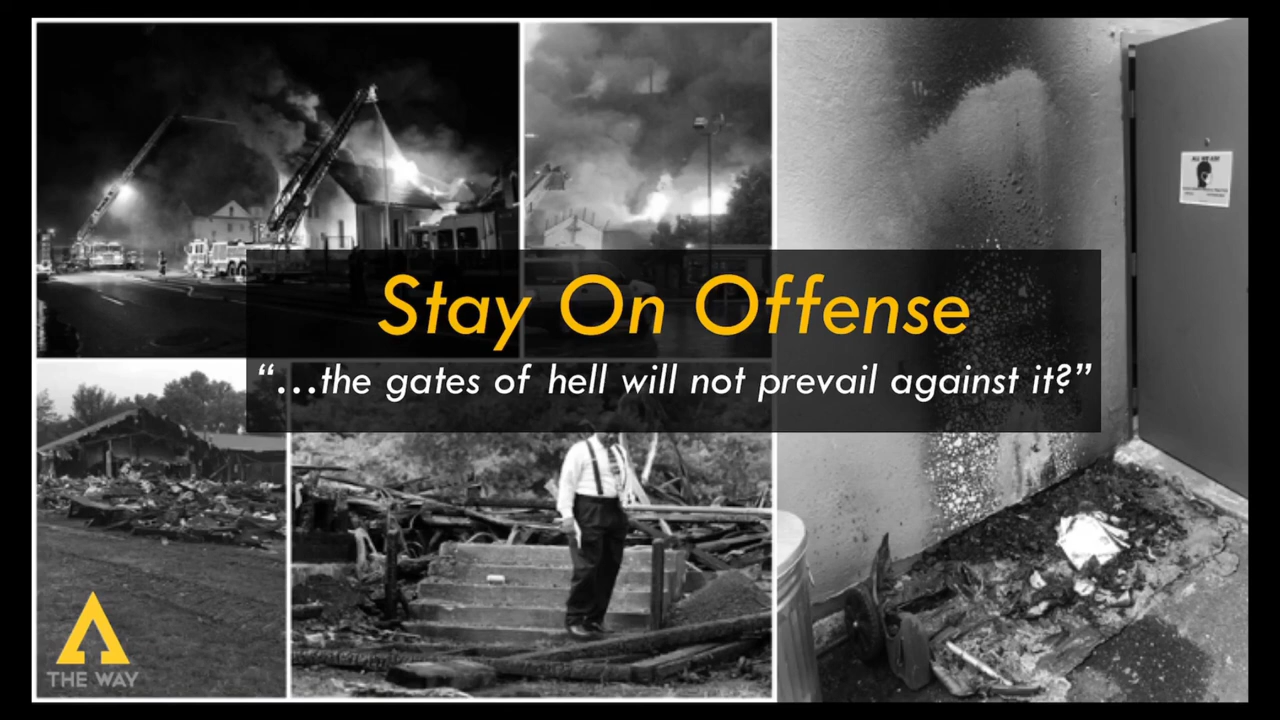 Stay On Offense
“…the gates of hell will not prevail against it?”
THE WAY